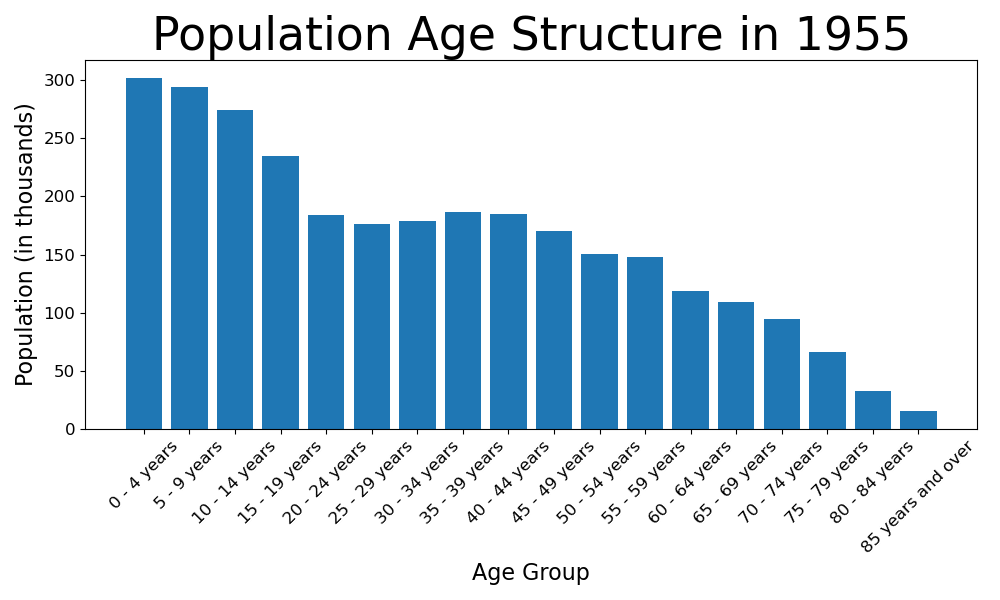 Population Age Structure in 1955
Population (in thousands)
300
250
200
150
100
50
0
0 - 4 years
5 - 9 years
10 - 14 years
15 - 19 years
20 - 24 years
25 - 29 years
30 - 34 years
35 - 39 years
40 - 44 years
45 - 49 years
50 - 54 years
55 - 59 years
60 - 64 years
65 - 69 years
70 - 74 years
75 - 79 years
80 - 84 years
85 years and over
Age Group